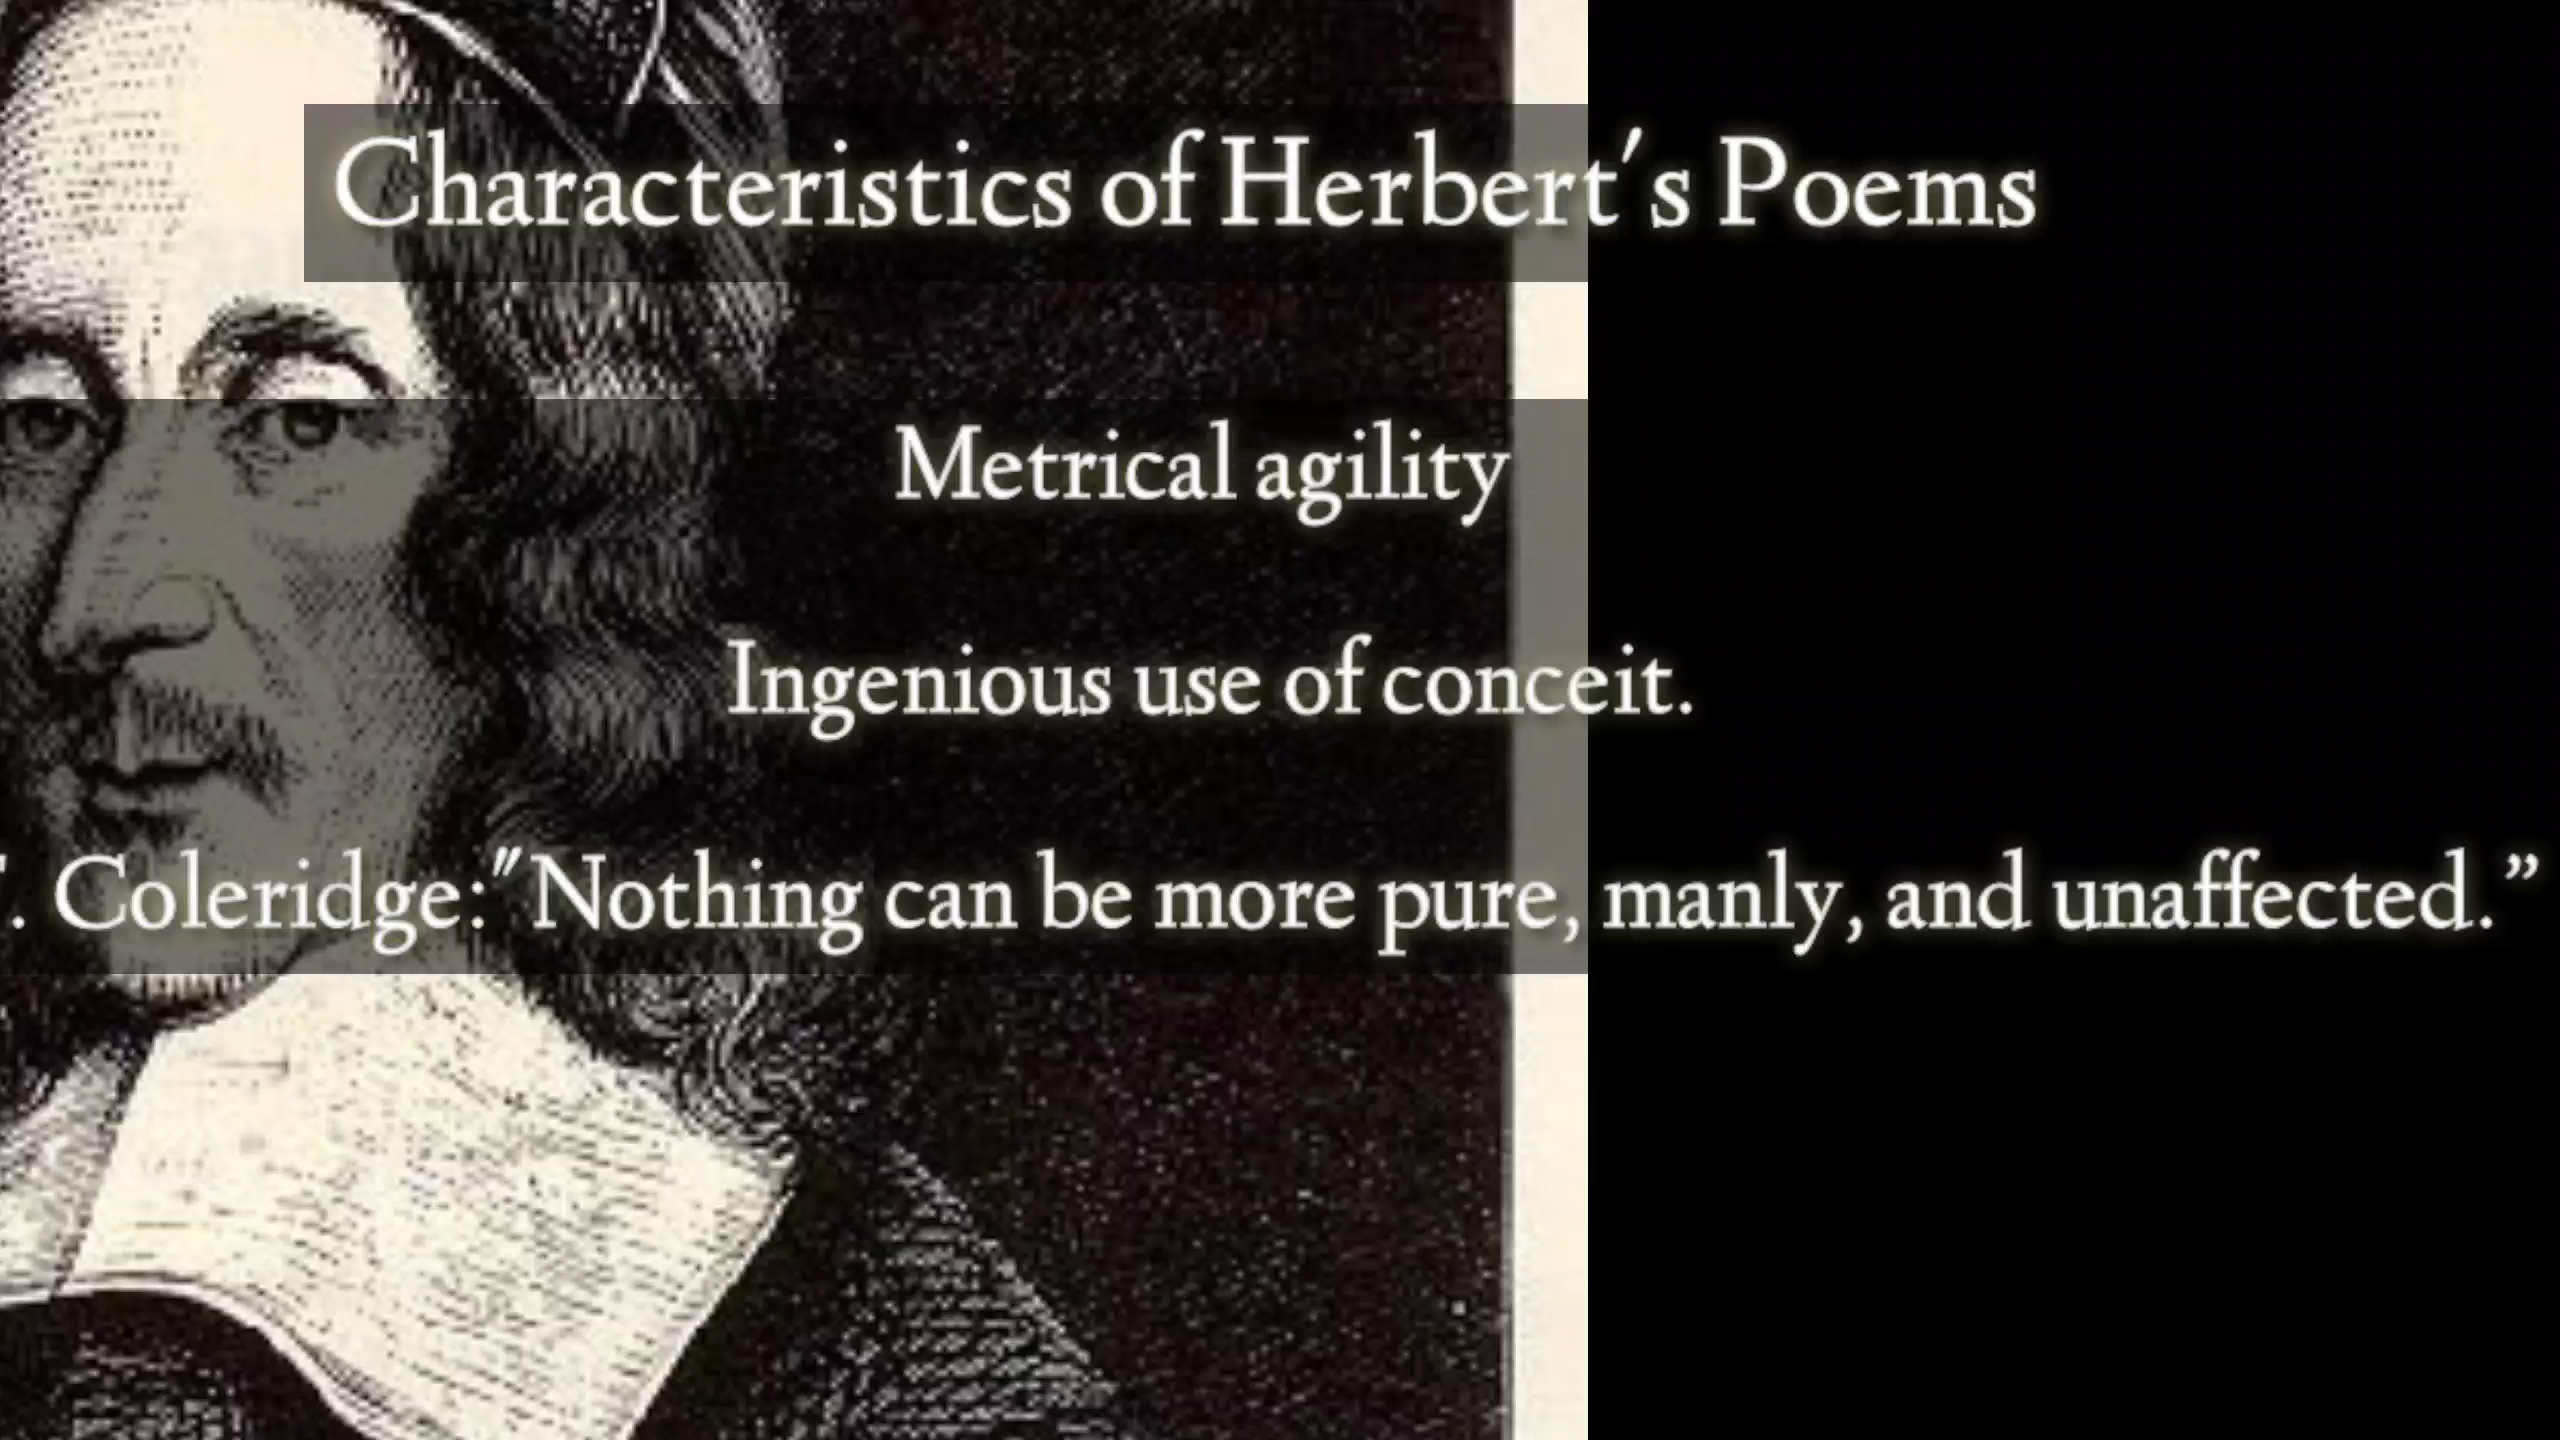 Characteristics of Herbert's Poems
Metrical agility
Ingenious use of conceit.
. Coleridge:"Nothing can be more pure, manly, and unaffected.”